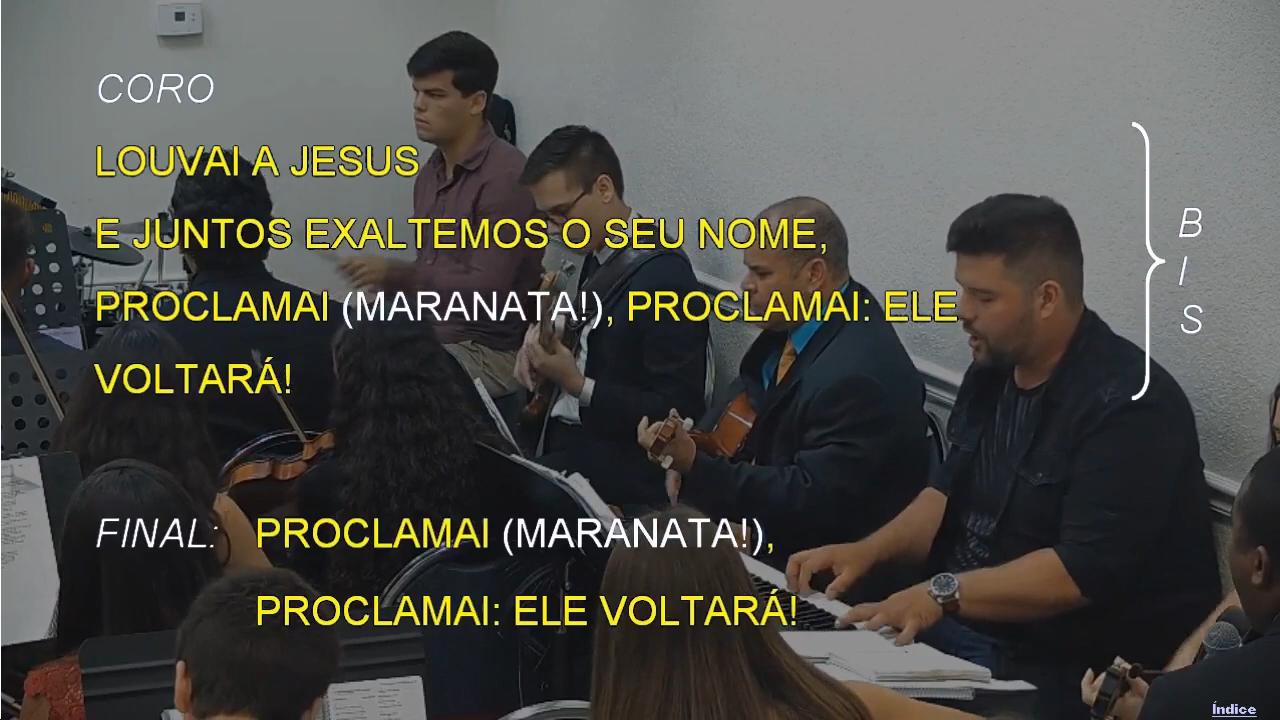 CORO
LOUVAI A JESUS
E JUNTOS EXALTEMOS O SEU NOME,
PROCLAMAI (MARANATA!), PROCLAMAI: ELE
VOLTARÁ!
B
I
S
FINAL: PROCLAMAI (MARANATA!),
PROCLAMAI: ELE VOLTARÁ!
Índice